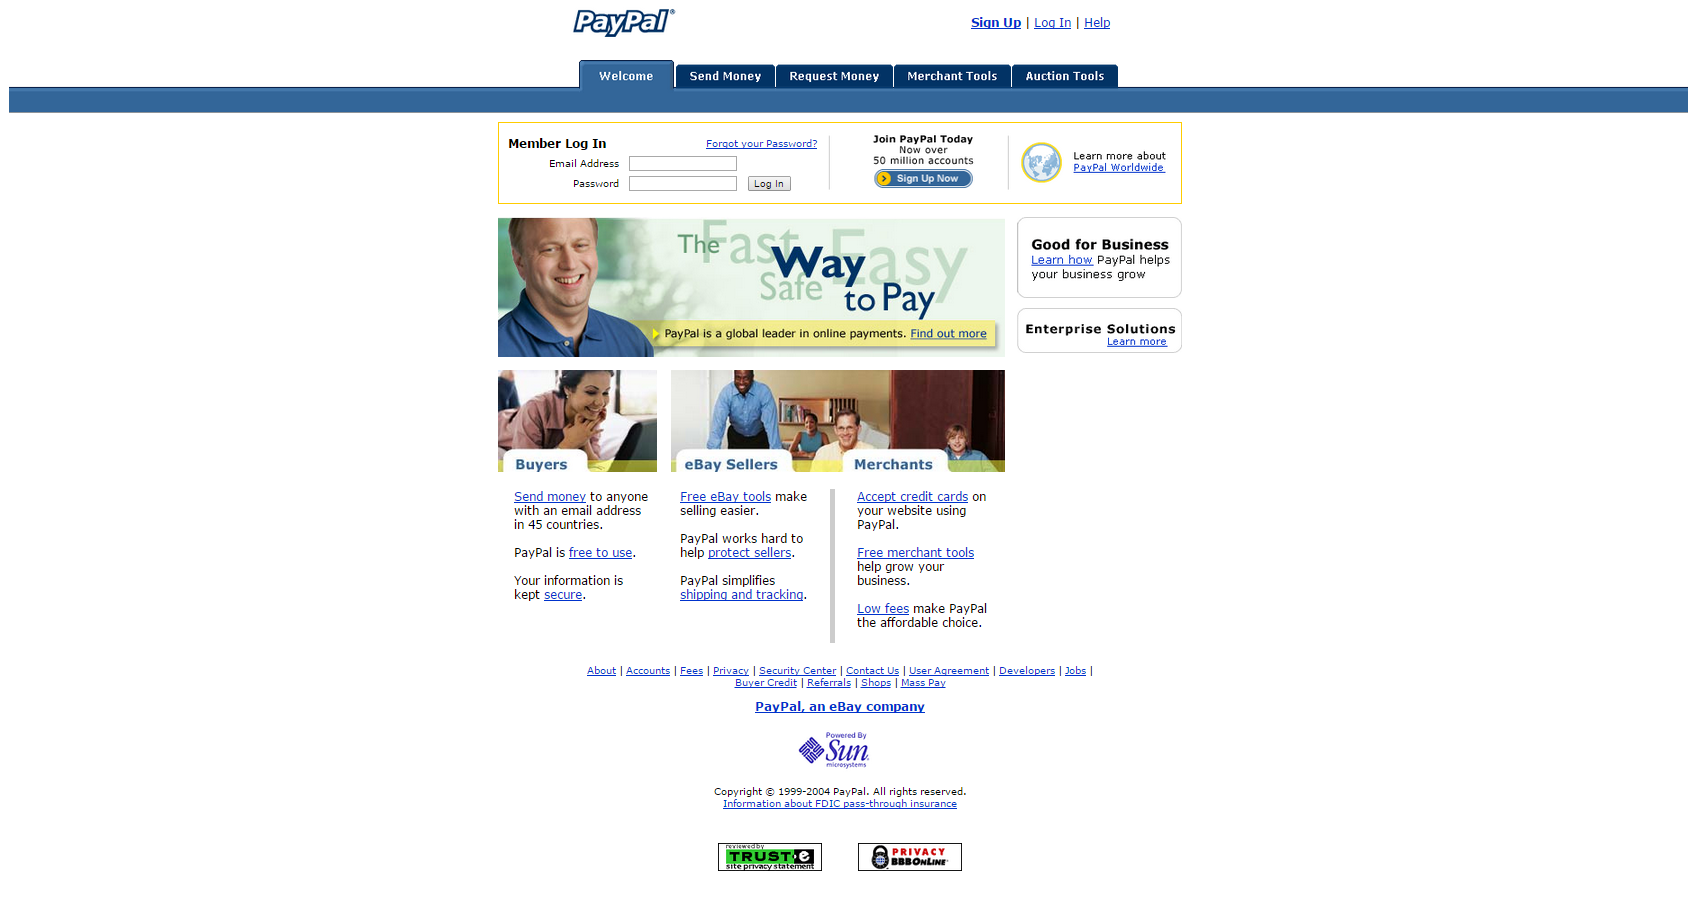 PayPal®
Sign Up | Log In | Help
Welcome
Send Money
Request Money
Merchant Tools
Auction Tools
Member Log In
Forgot your Password?
Email Address
Password
Log In
Join PayPal Today
Now over
50 million accounts
Sign Up Now
Learn more about
PayPal Worldwide
The Fast Easy
Safe Way
to Pay
PayPal is a global leader in online payments. Find out more
Good for Business
Learn how PayPal helps
your business grow
Enterprise Solutions
Learn more
Buyers
eBay Sellers
Merchants
Send money to anyone
with an email address
in 45 countries.
PayPal is free to use.
Your information is
kept secure.
Free eBay tools make
selling easier.
PayPal works hard to
help protect sellers.
PayPal simplifies
shipping and tracking.
Accept credit cards on
your website using
PayPal.
Free merchant tools
help grow your
business.
Low fees make PayPal
the affordable choice.
About | Accounts | Fees | Privacy | Security Center | Contact Us | User Agreement | Developers | Jobs |
Buyer Credit | Referrals | Shops | Mass Pay
PayPal, an eBay company
Powered By
Sun
microsystems
Copyright © 1999-2004 PayPal. All rights reserved.
Information about FDIC pass-through insurance
reviewed by
TRUST·e
site privacy statement
PRIVACY
BBBOnLine